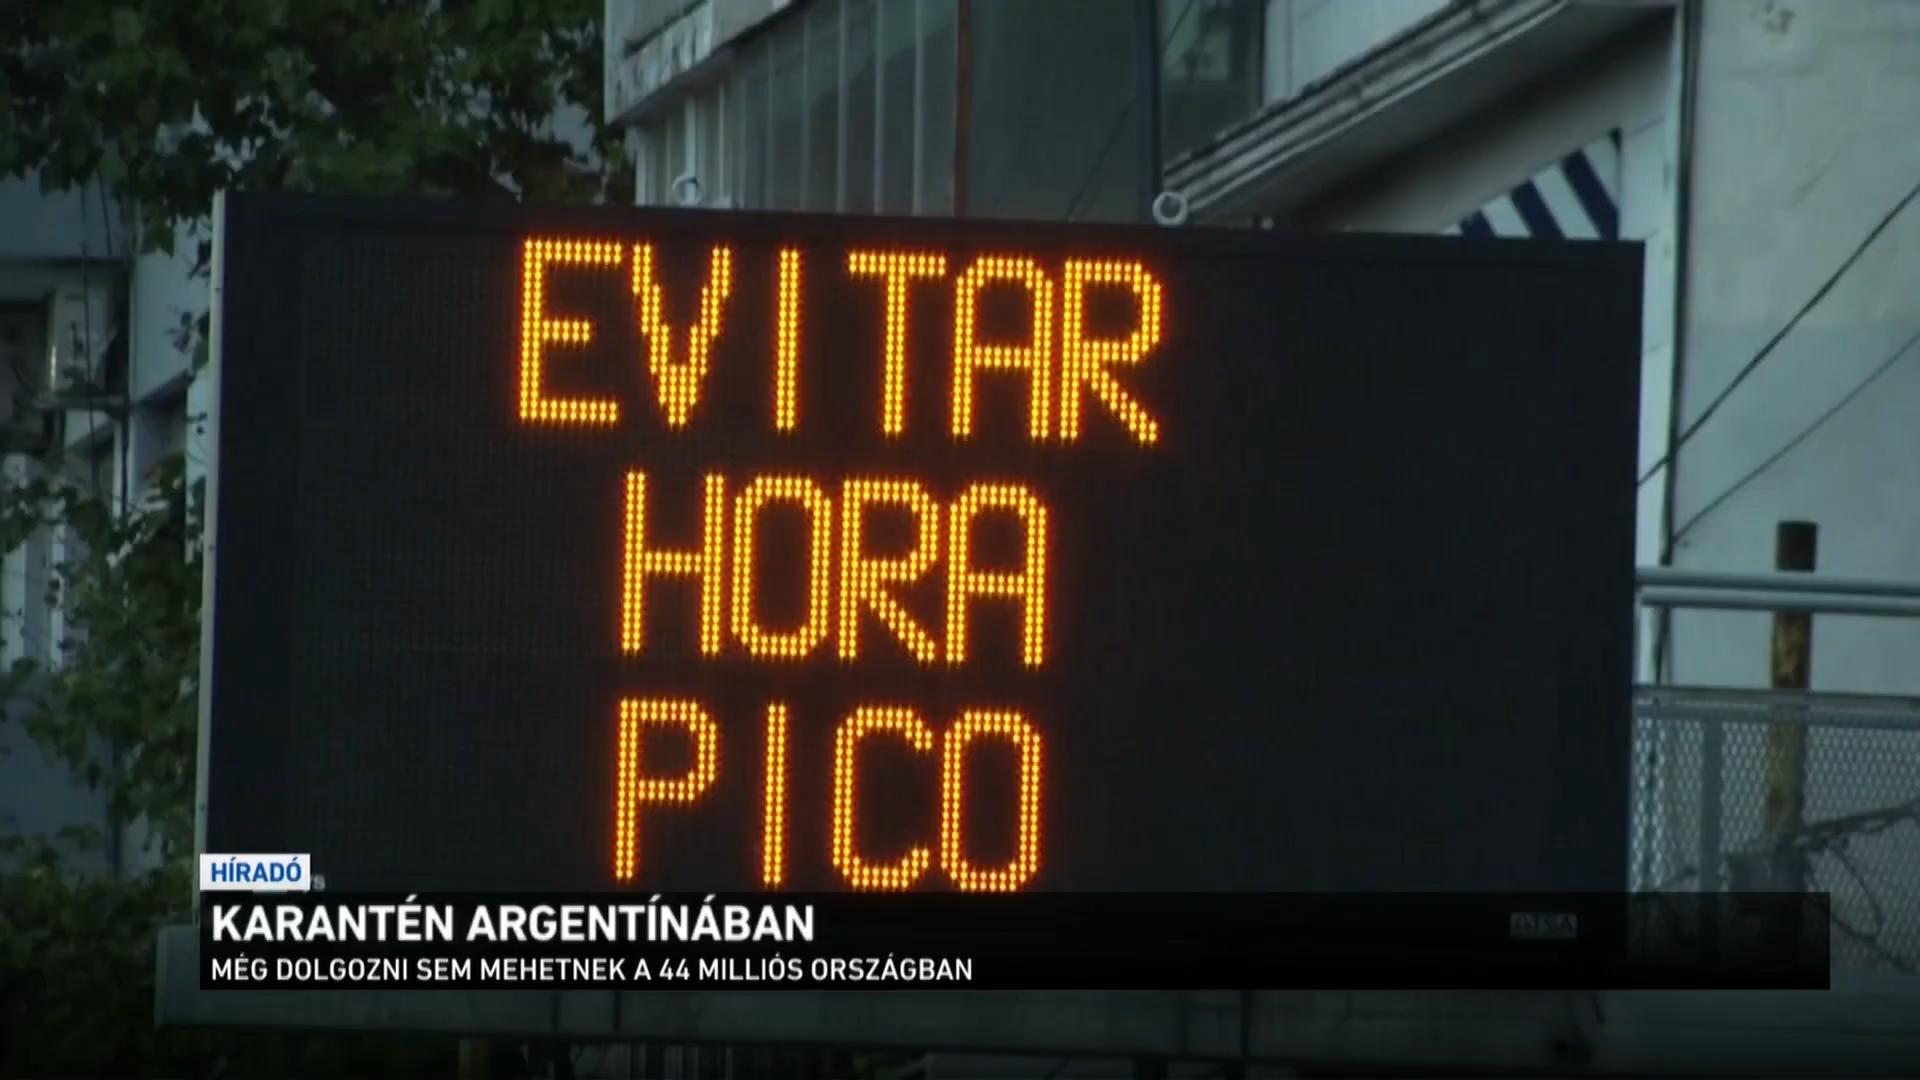 EVITAR
HORA
PICO
HÍRADÓ
KARANTÉN ARGENTÍNÁBAN
MÉG DOLGOZNI SEM MEHETNEK A 44 MILLIÓS ORSZÁGBAN